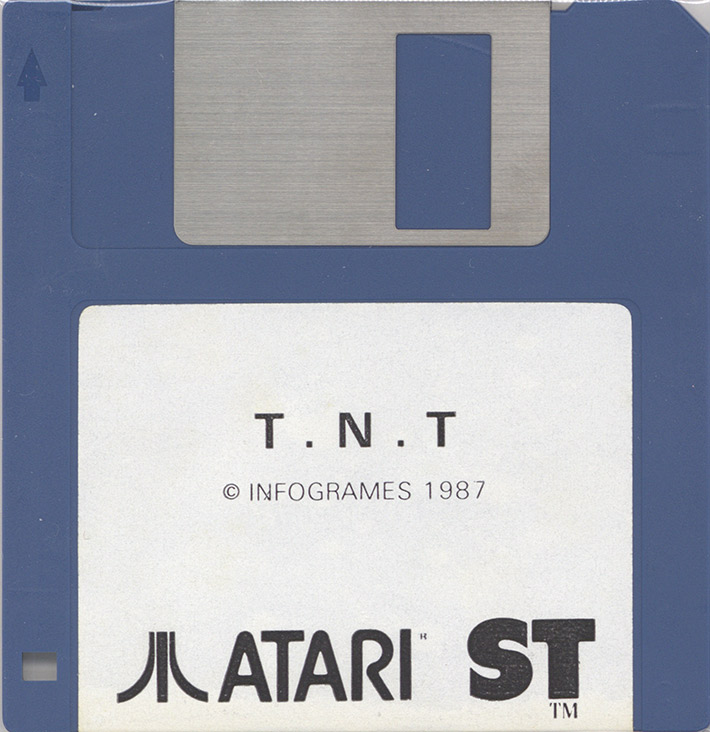 T.N.T
© INFOGRAMES 1987
ATARI® ST
TM